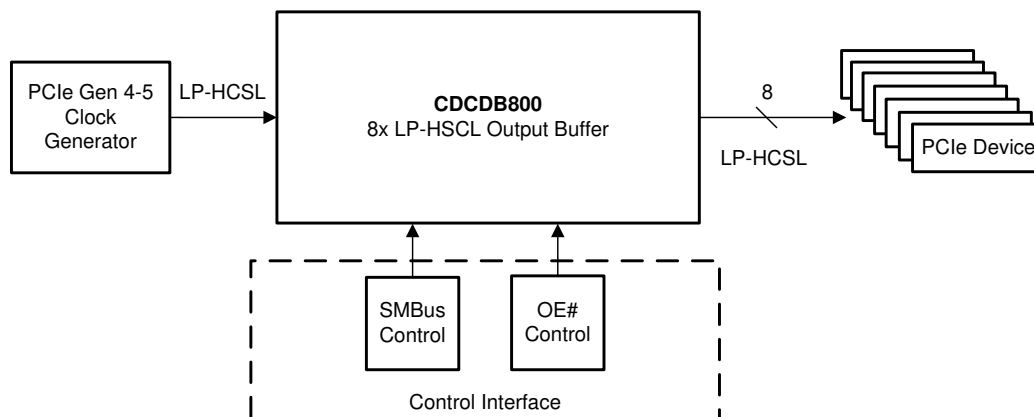 PCIe Gen 4-5
Clock
Generator
LP-HCSL
CDCDB800
8x LP-HSCL Output Buffer
8
LP-HCSL
PCIe Device
SMBus
Control
OE#
Control
Control Interface